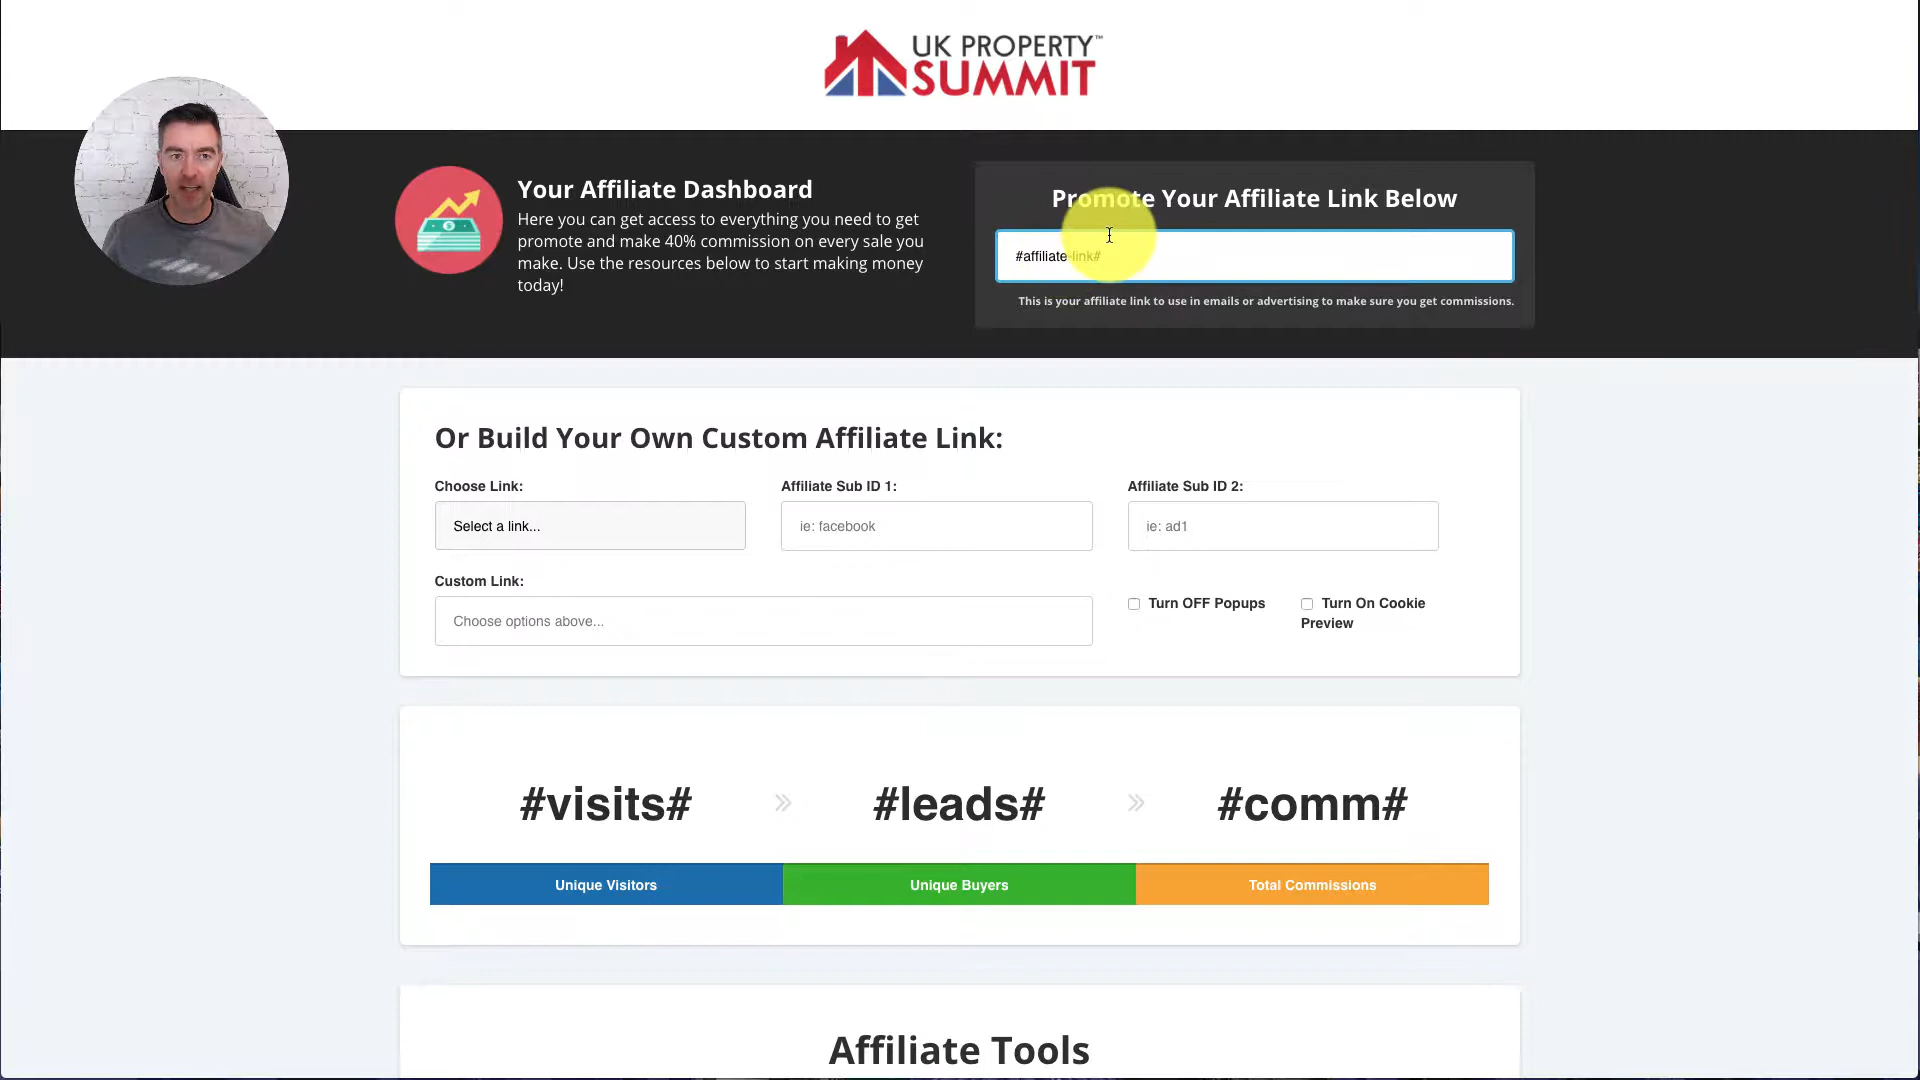 UK PROPERTY™
SUMMIT
Your Affiliate Dashboard
Here you can get access to everything you need to get
promote and make 40% commission on every sale you
make. Use the resources below to start making money
today!
Promote Your Affiliate Link Below
#affiliate-link#
This is your affiliate link to use in emails or advertising to make sure you get commissions.
Or Build Your Own Custom Affiliate Link:
Choose Link:
Affiliate Sub ID 1:
Affiliate Sub ID 2:
Select a link...
ie: facebook
ie: ad1
Custom Link:
Choose options above...
Turn OFF Popups
Turn On Cookie
Preview
#visits#
#leads#
#comm#
Unique Visitors
Unique Buyers
Total Commissions
Affiliate Tools